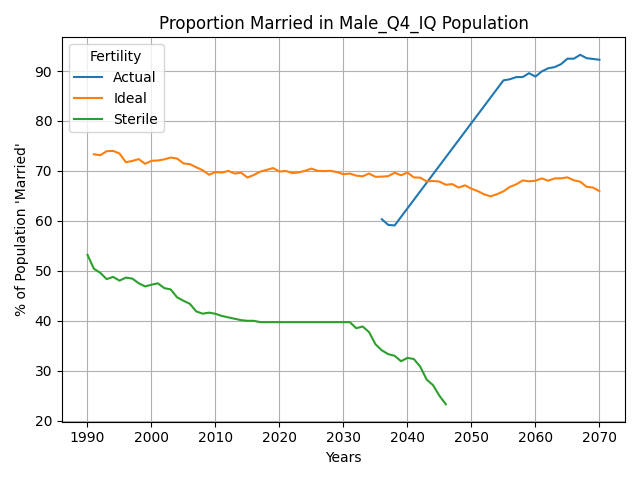 Proportion Married in Male_Q4_IQ Population
% of Population 'Married'
Fertility
Actual
Ideal
Sterile
90
80
70
60
50
40
30
20
1990 2000 2010 2020 2030 2040 2050 2060 2070
Years